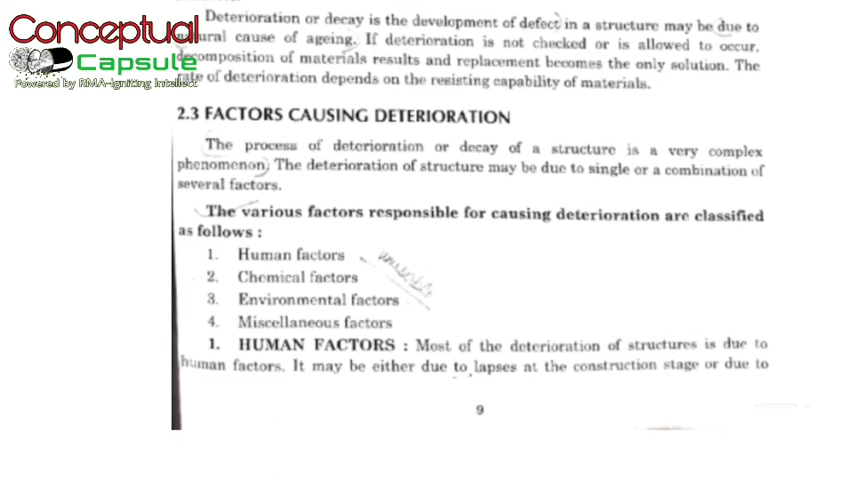 Conceptual
Capsule
Powered by RMA-Igniting Intellect
Deterioration or decay is the development of defect in a structure may be due to
cause of ageing. If deterioration is not checked or is allowed to occur,
composition of materials results and replacement becomes the only solution. The
rate of deterioration depends on the resisting capability of materials.
2.3 FACTORS CAUSING DETERIORATION
The process of deterioration or decay of a structure is a very complex
phenomenon. The deterioration of structure may be due to single or a combination of
several factors.
The various factors responsible for causing deterioration are classified
as follows :
1. Human factors
2. Chemical factors
3. Environmental factors
4. Miscellaneous factors
1. HUMAN FACTORS : Most of the deterioration of structures is due to
human factors. It may be either due to lapses at the construction stage or due to
9